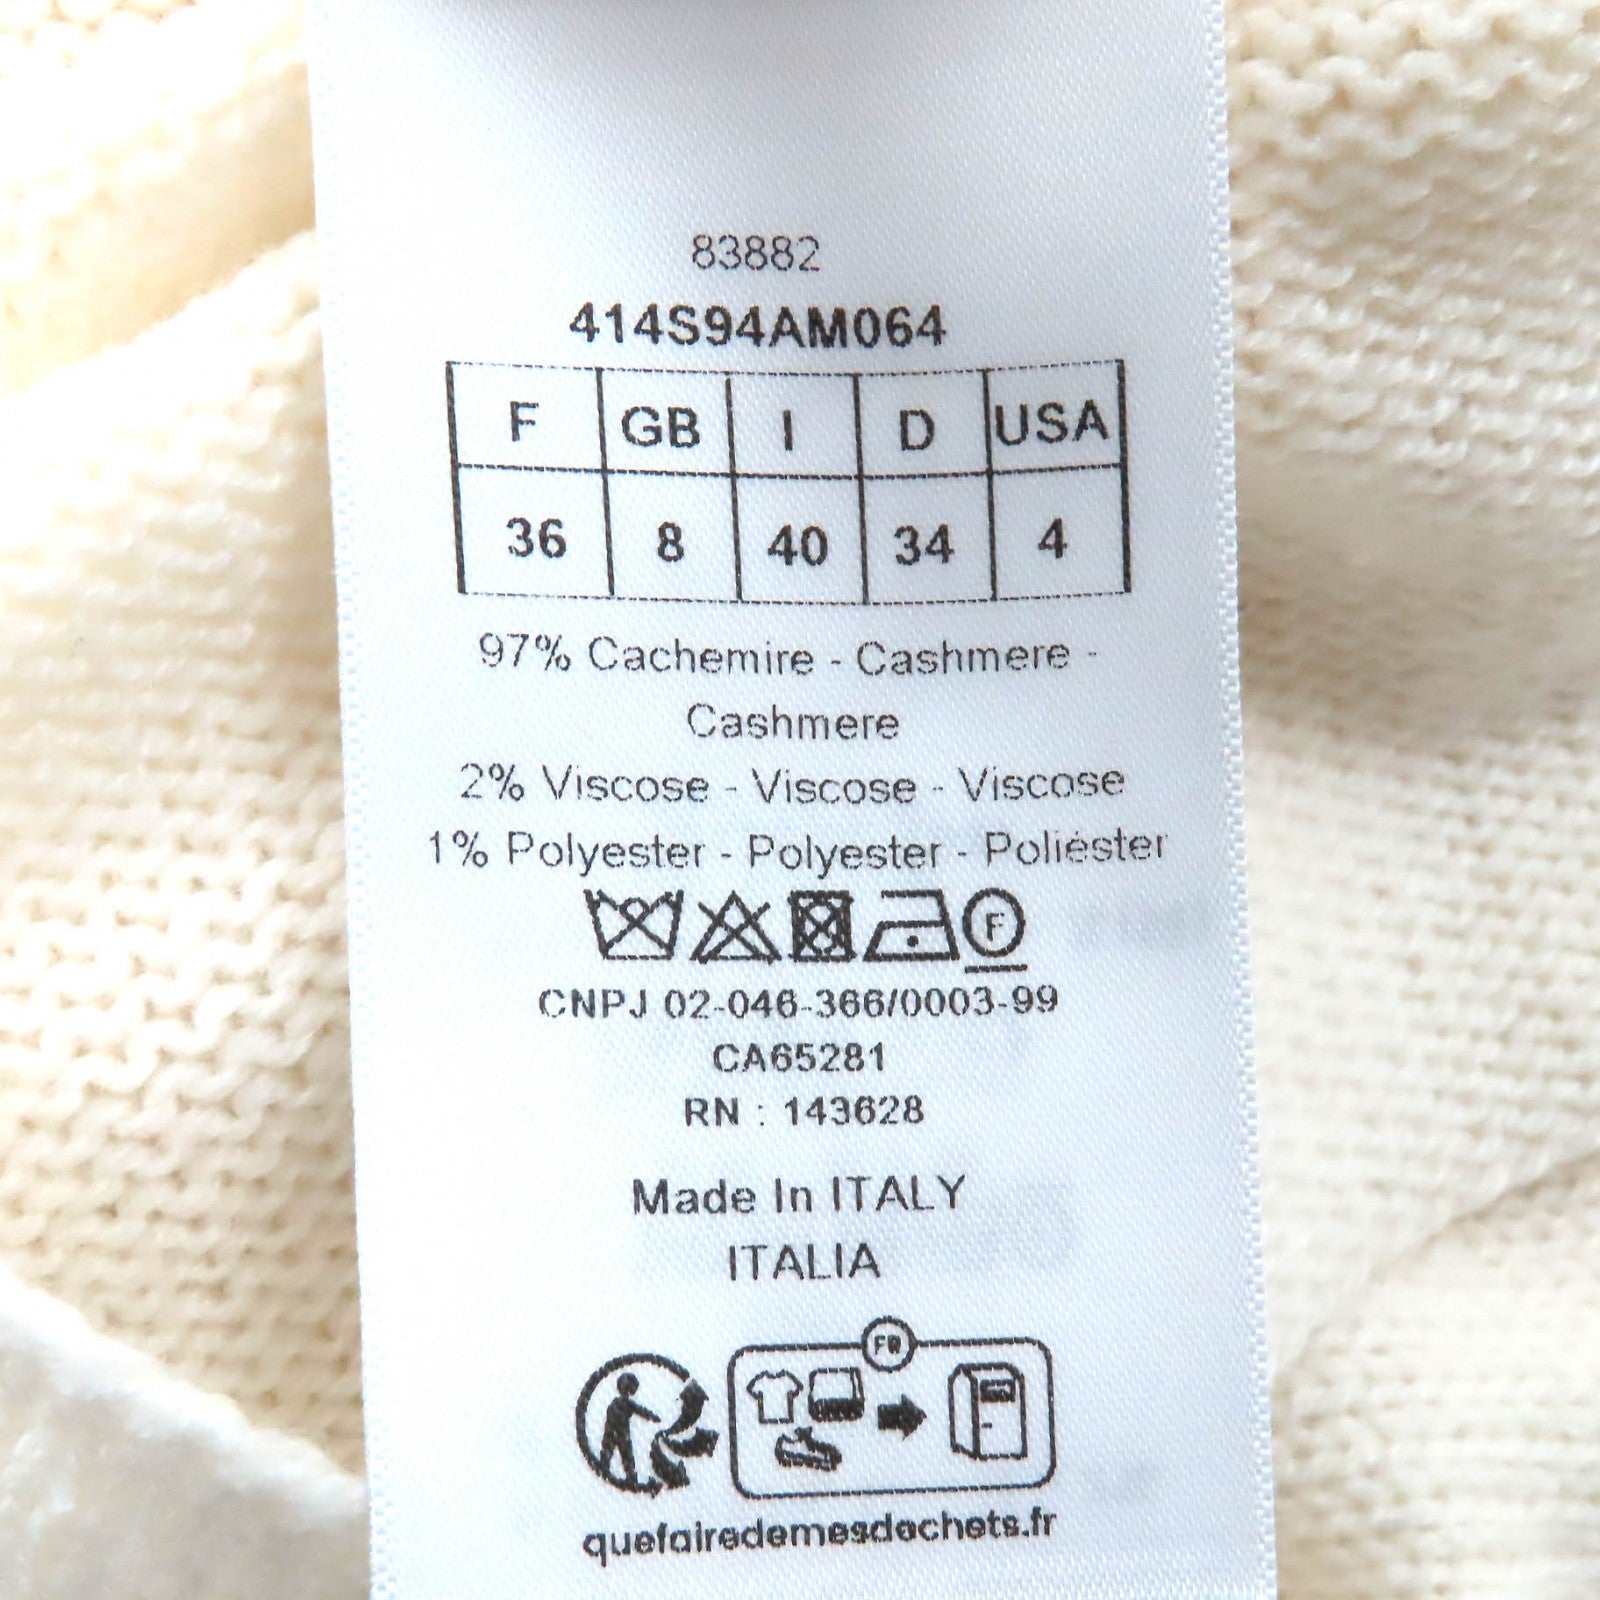 83882
414S94AM064
F GB I D USA
36 8 40 34 4
97% Cachemire - Cashmere -
Cashmere
2% Viscose - Viscose - Viscose
1% Polyester - Polyester - Poliéster
F
CNPJ 02-046-366/0003-99
CA65281
RN : 143628
Made In ITALY
ITALIA
FR
quefairedemesdechets.fr